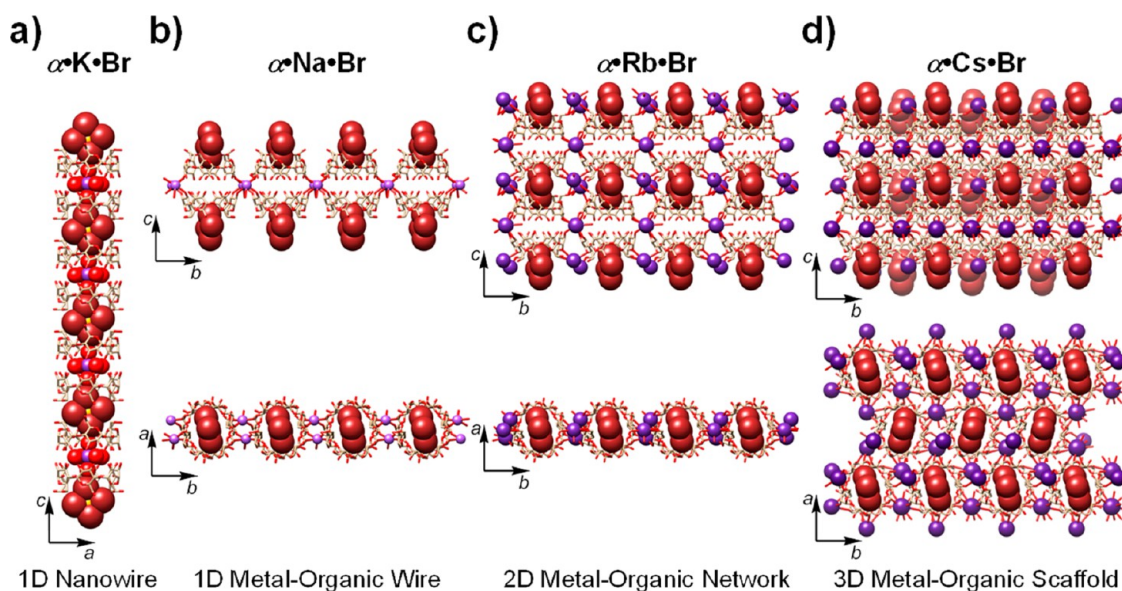 a)
α•K•Br
b)
α•Na•Br
c)
α•Rb•Br
d)
α•Cs•Br
c
a
c
b
a
b
c
b
a
b
c
b
a
b
1D Nanowire
1D Metal-Organic Wire
2D Metal-Organic Network
3D Metal-Organic Scaffold